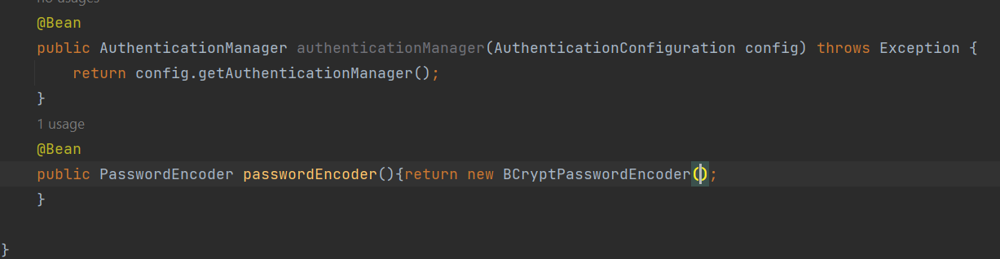 no usages
@Bean
public AuthenticationManager authenticationManager(AuthenticationConfiguration config) throws Exception {
return config.getAuthenticationManager();
}
1 usage
@Bean
public PasswordEncoder passwordEncoder(){return new BCryptPasswordEncoder();
}
}